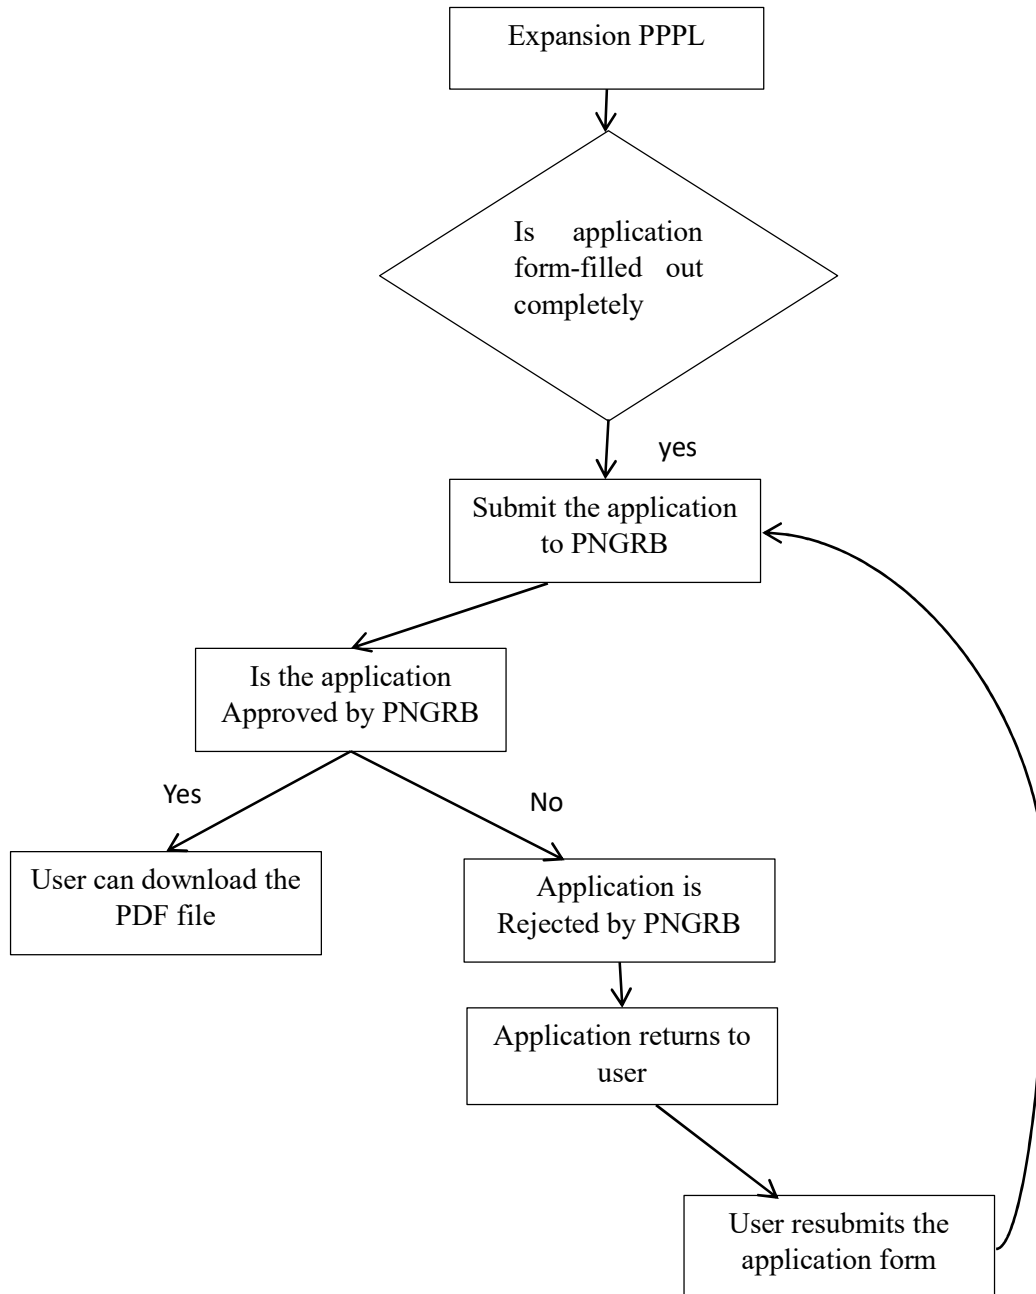 Expansion PPPL
Is application
form-filled out
completely
yes
Submit the application
to PNGRB
Is the application
Approved by PNGRB
Yes
No
User can download the
PDF file
Application is
Rejected by PNGRB
Application returns to
user
User resubmits the
application form